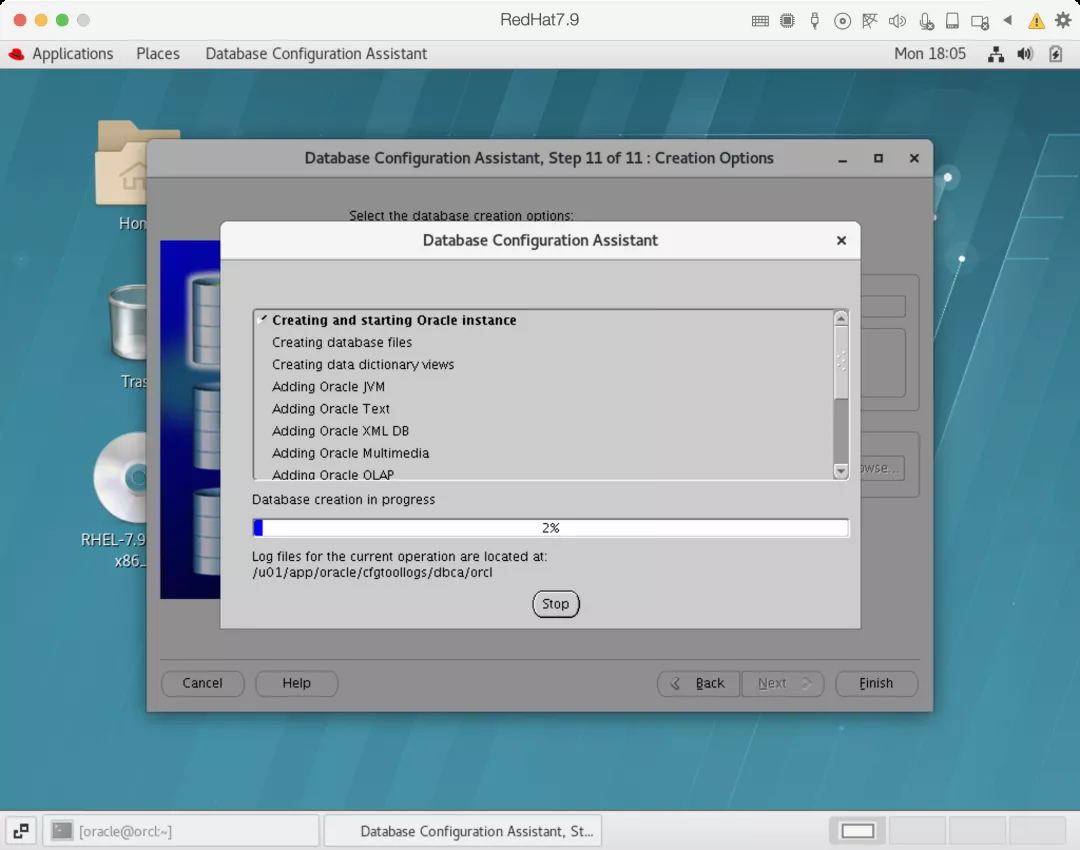 RedHat7.9
Applications Places Database Configuration Assistant Mon 18:05
Database Configuration Assistant, Step 11 of 11 : Creation Options
Select the database creation options:
Hom
Database Configuration Assistant
Creating and starting Oracle instance
Creating database files
Creating data dictionary views
Adding Oracle JVM
Adding Oracle Text
Adding Oracle XML DB
Adding Oracle Multimedia
Adding Oracle OLAP
Tras
owse...
Database creation in progress
2%
RHEL-7.9
x86_
Log files for the current operation are located at:
/u01/app/oracle/cfgtoollogs/dbca/orcl
Stop
Cancel Help Back Next Finish
[oracle@orcl:~] Database Configuration Assistant, St...